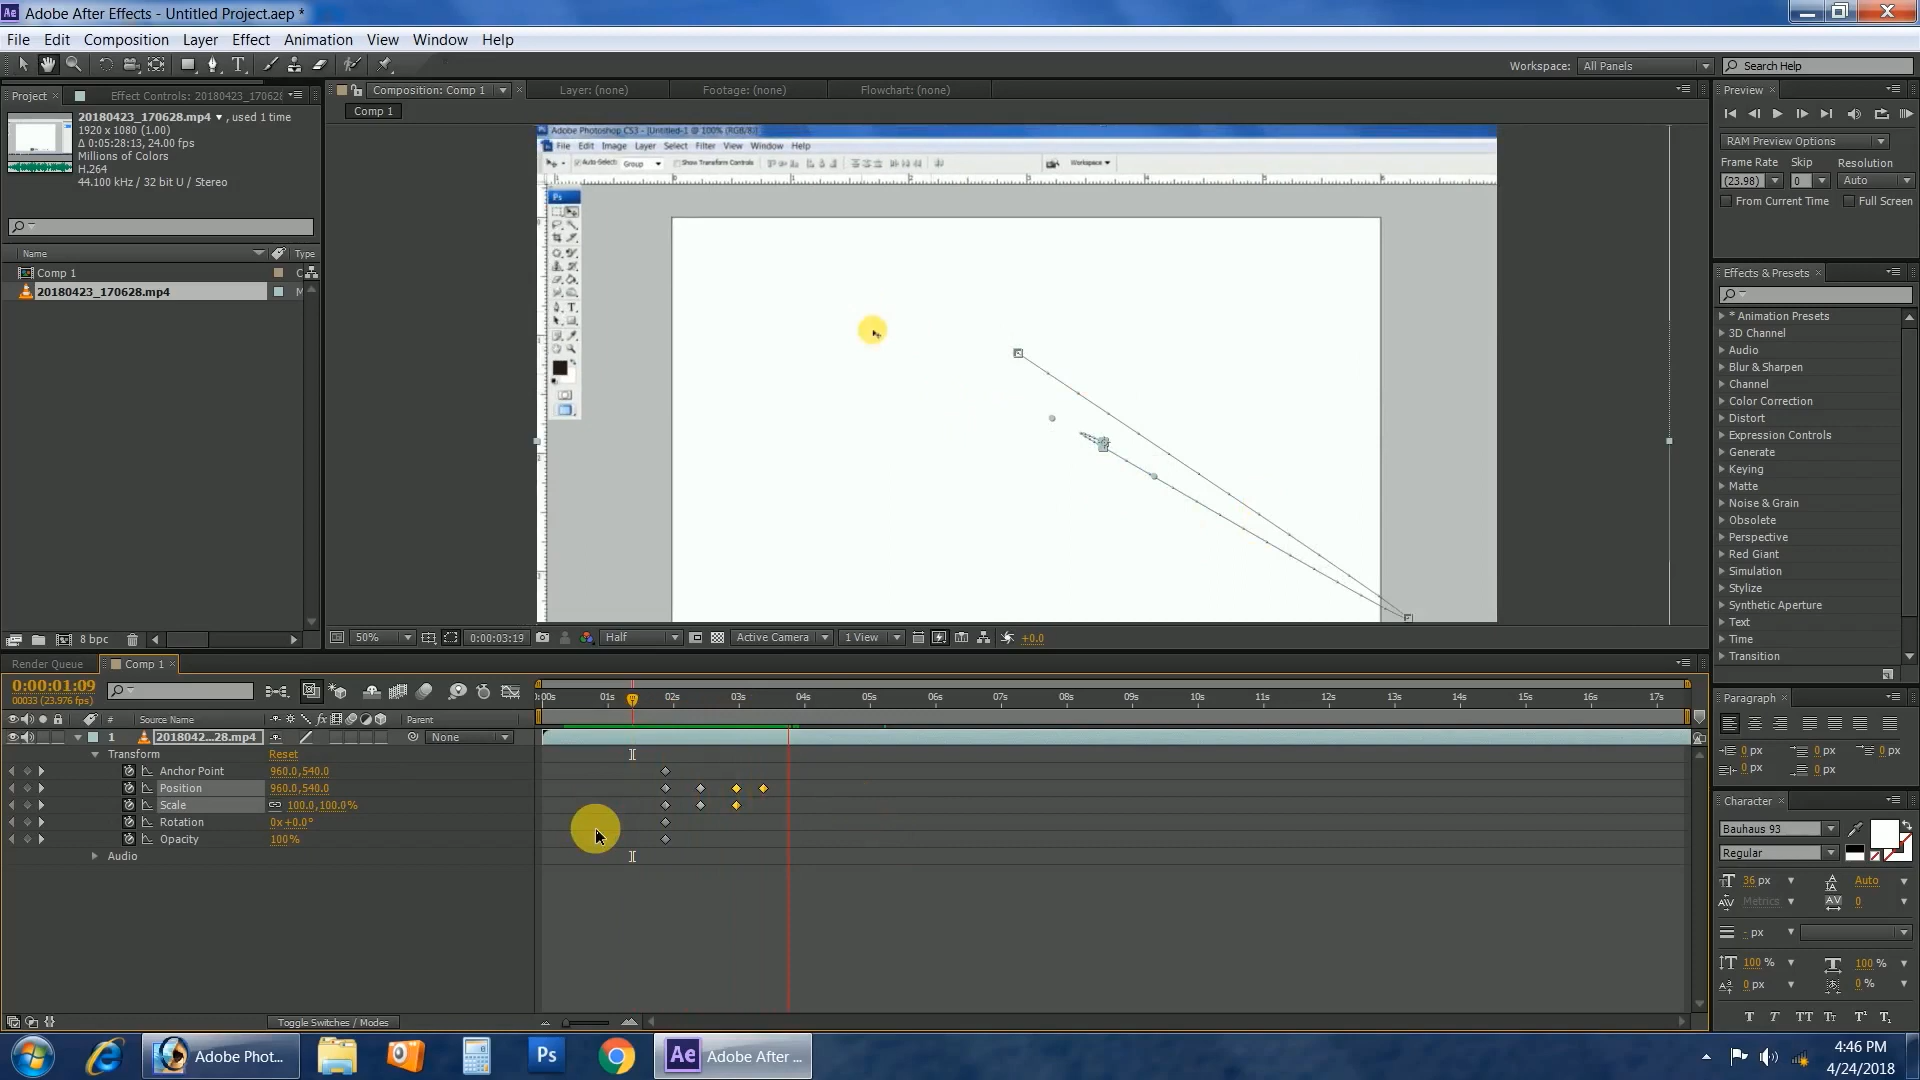 Adobe After Effects - Untitled Project.aep *
File Edit Composition Layer Effect Animation View Window Help
Workspace: All Panels Search Help
Project Effect Controls: 20180423_17062
Composition: Comp 1 Layer: (none) Footage: (none) Flowchart: (none)
Comp 1
20180423_170628.mp4 , used 1 time
1920 x 1080 (1.00)
Δ 0:05:28:13, 24.00 fps
Millions of Colors
H.264
44.100 kHz / 32 bit U / Stereo
Name Type
Comp 1
20180423_170628.mp4
8 bpc
Adobe Photoshop CS3 - [Untitled-1 @ 100% (RGB/8)]
File Edit Image Layer Select Filter View Window Help
Auto-Select: Group Show Transform Controls Workspace
Ps
50% 0:00:03:19 Half Active Camera 1 View +0.0
Preview
RAM Preview Options
Frame Rate Skip Resolution
(23.98) 0 Auto
From Current Time Full Screen
Effects & Presets
* Animation Presets
3D Channel
Audio
Blur & Sharpen
Channel
Color Correction
Distort
Expression Controls
Generate
Keying
Matte
Noise & Grain
Obsolete
Perspective
Red Giant
Simulation
Stylize
Synthetic Aperture
Text
Time
Transition
Render Queue Comp 1
0:00:01:09
00033 (23.976 fps)
:00s 01s 02s 03s 04s 05s 06s 07s 08s 09s 10s 11s 12s 13s 14s 15s 16s 17s
# Source Name fx Parent
1 2018042...28.mp4 None
Transform Reset
Anchor Point 960.0,540.0
Position 960.0,540.0
Scale 100.0,100.0%
Rotation 0x+0.0°
Opacity 100%
Audio
Toggle Switches / Modes
Paragraph
0 px 0 px 0 px
0 px 0 px
Character
Bauhaus 93
Regular
36 px Auto
Metrics 0
- px
100 % 100 %
0 px 0 %
T T TT Tt T¹ T₁
Adobe Phot... Ps Ae Adobe After ...
4:46 PM
4/24/2018